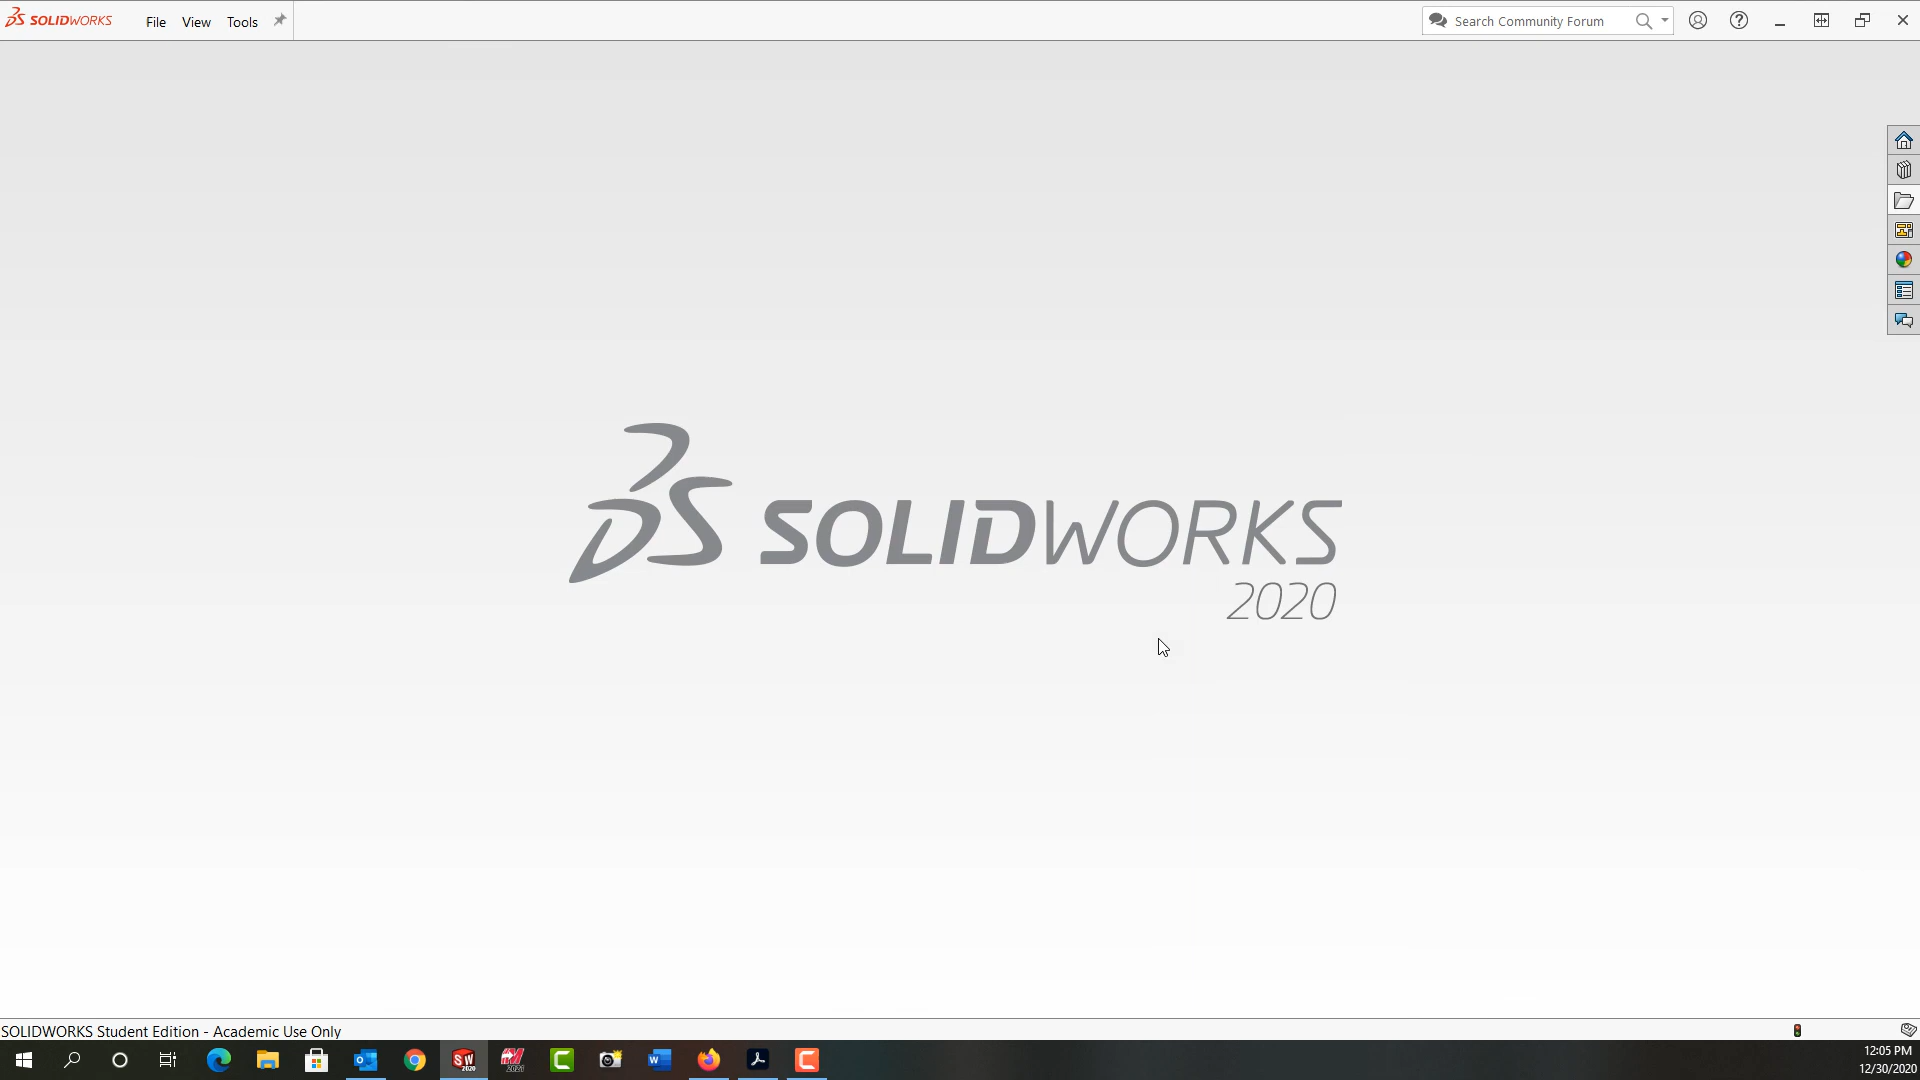 SOLIDWORKS File View Tools Search Community Forum
SOLIDWORKS
2020
SOLIDWORKS Student Edition - Academic Use Only
12:05 PM
12/30/2020